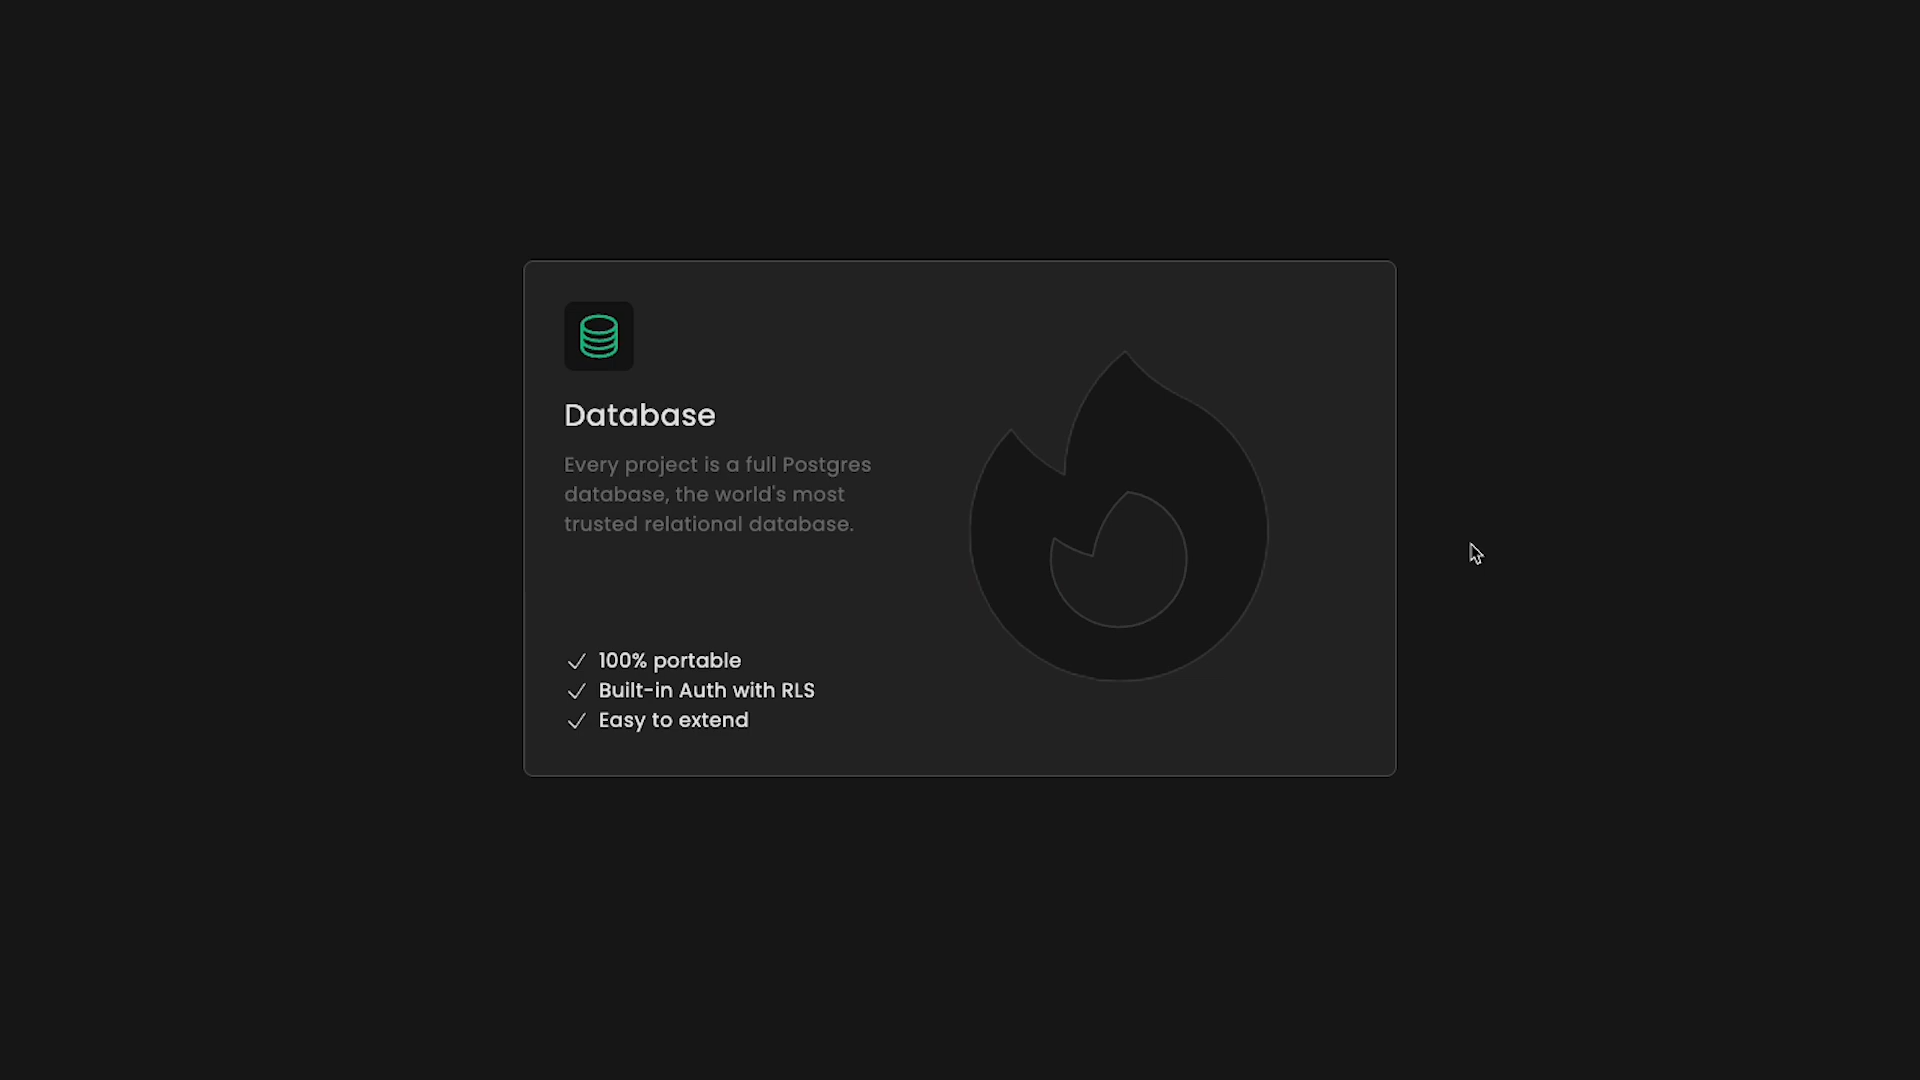 Database
Every project is a full Postgres
database, the world's most
trusted relational database.
100% portable
Built-in Auth with RLS
Easy to extend